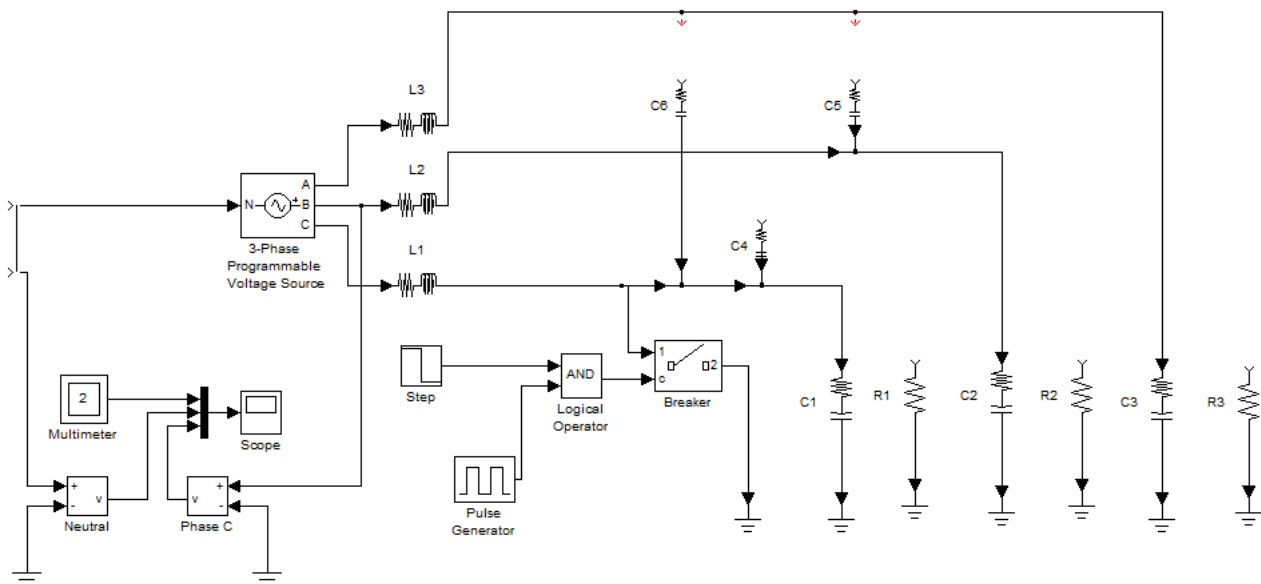 L3
C6
C5
L2
A
N
B
C
3-Phase
Programmable
Voltage Source
L1
C4
Step
AND
Logical
Operator
1
2
c
Breaker
2
Multimeter
Scope
C1
R1
C2
R2
C3
R3
+
-
v
Neutral
v
+
-
Phase C
Pulse
Generator